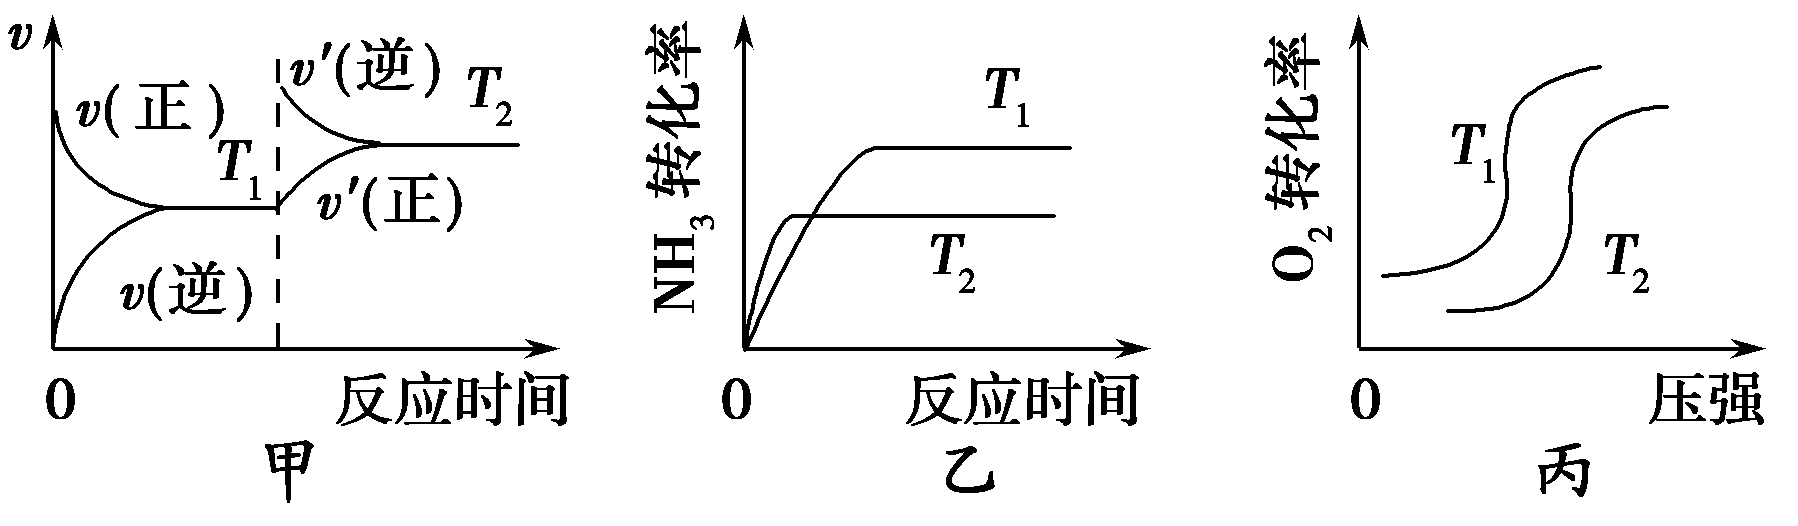 v
v(正)
T₁
v(逆)
v′(逆)
T₂
v′(正)
0
反应时间
甲
NH₃ 转化率
T₁
T₂
0
反应时间
乙
O₂ 转化率
T₁
T₂
0
压强
丙